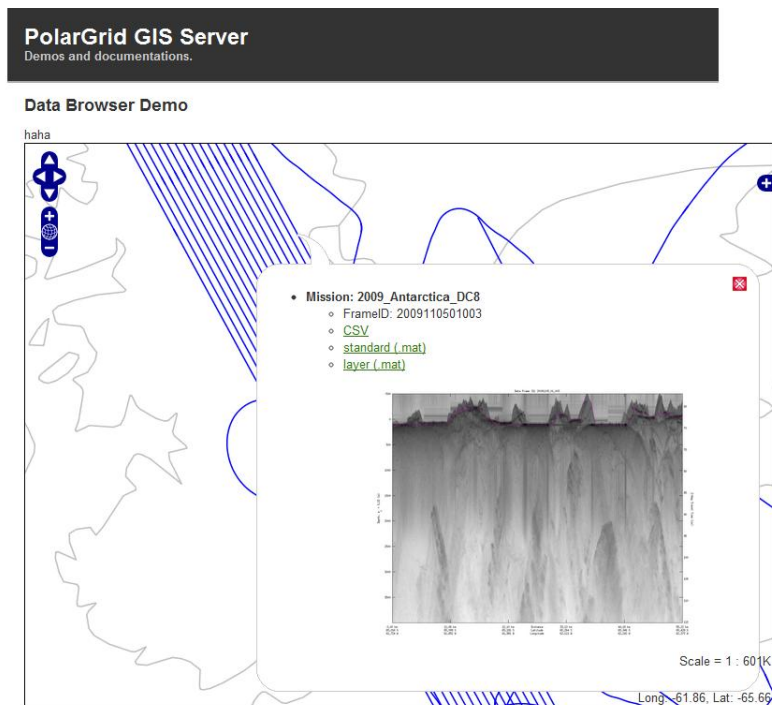 PolarGrid GIS Server
Demos and documentations.
Data Browser Demo
haha
Mission: 2009_Antarctica_DC8
FrameID: 2009110501003
CSV
standard (.mat)
layer (.mat)
Scale = 1 : 601K
Long: -61.86, Lat: -65.66